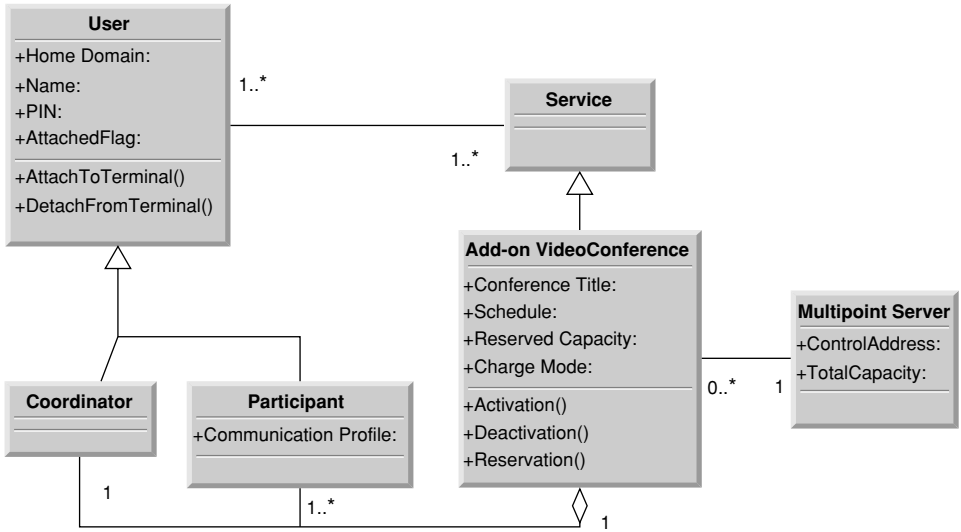 User
+Home Domain:
+Name:
+PIN:
+AttachedFlag:
+AttachToTerminal()
+DetachFromTerminal()
1..*
1..*
Service
Add-on VideoConference
+Conference Title:
+Schedule:
+Reserved Capacity:
+Charge Mode:
+Activation()
+Deactivation()
+Reservation()
0..*
1
Multipoint Server
+ControlAddress:
+TotalCapacity:
Coordinator
Participant
+Communication Profile:
1
1..*
1